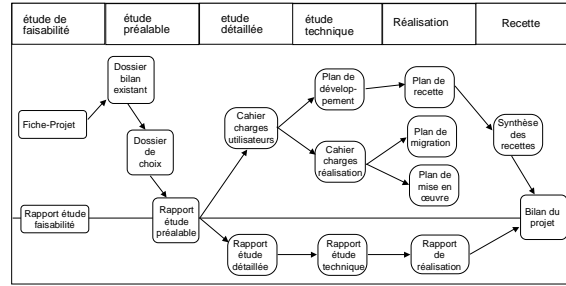 étude de
faisabilité
étude
préalable
étude
détaillée
étude
technique
Réalisation
Recette
Dossier
bilan
existant
Fiche-Projet
Dossier
de choix
Rapport étude
faisabilité
Rapport
étude
préalable
Cahier
charges
utilisateurs
Rapport
étude
détaillée
Plan de
dévelop-
pement
Cahier
charges
réalisation
Rapport
étude
technique
Plan de
recette
Plan de
migration
Plan de
mise en
œuvre
Rapport
de
réalisation
Synthèse
des
recettes
Bilan du
projet